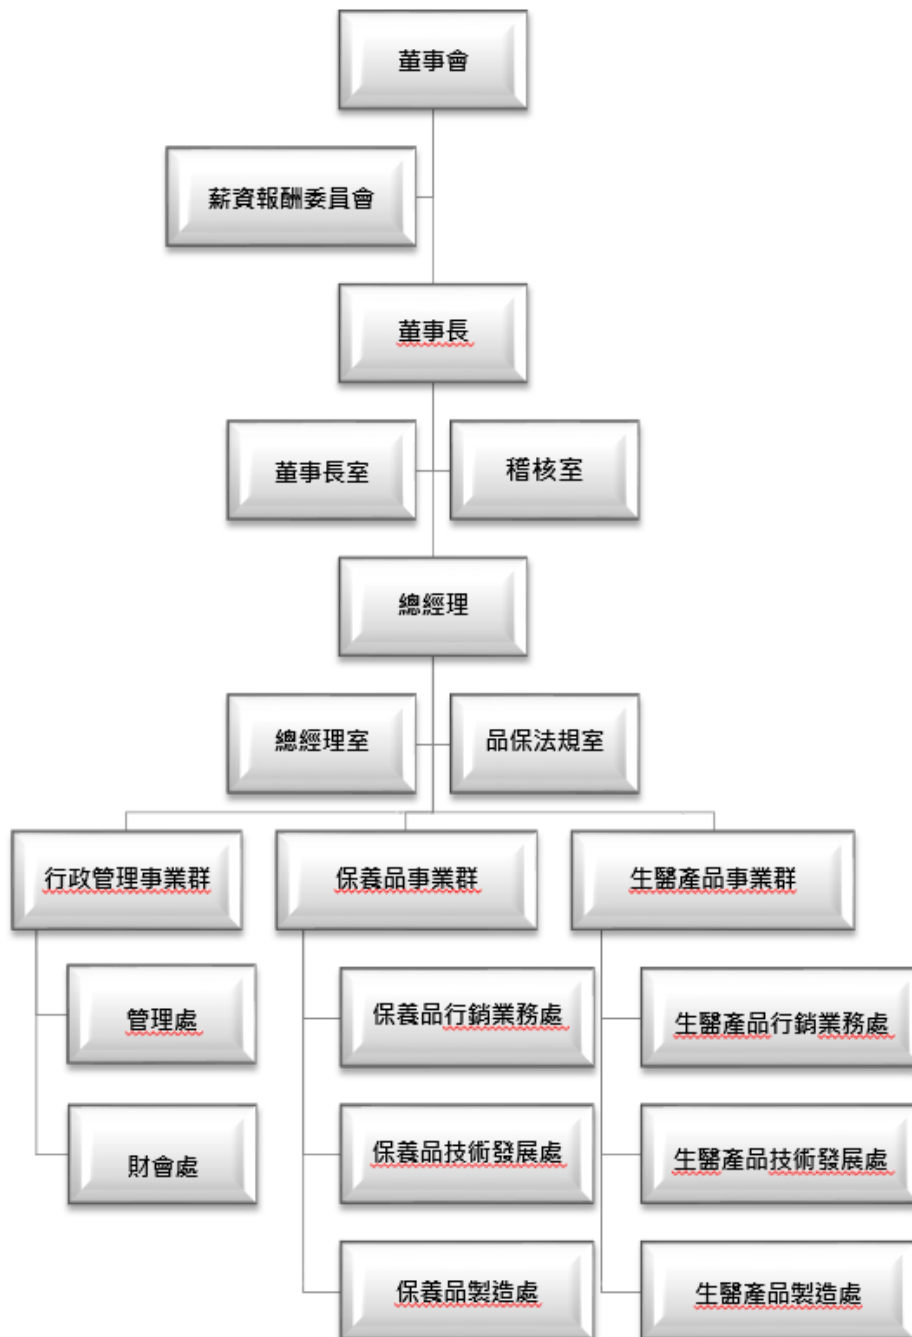 董事會
薪資報酬委員會
董事長
董事長室
稽核室
總經理
總經理室
品保法規室
行政管理事業群
保養品事業群
生醫產品事業群
管理處
保養品行銷業務處
生醫產品行銷業務處
財會處
保養品技術發展處
生醫產品技術發展處
保養品製造處
生醫產品製造處